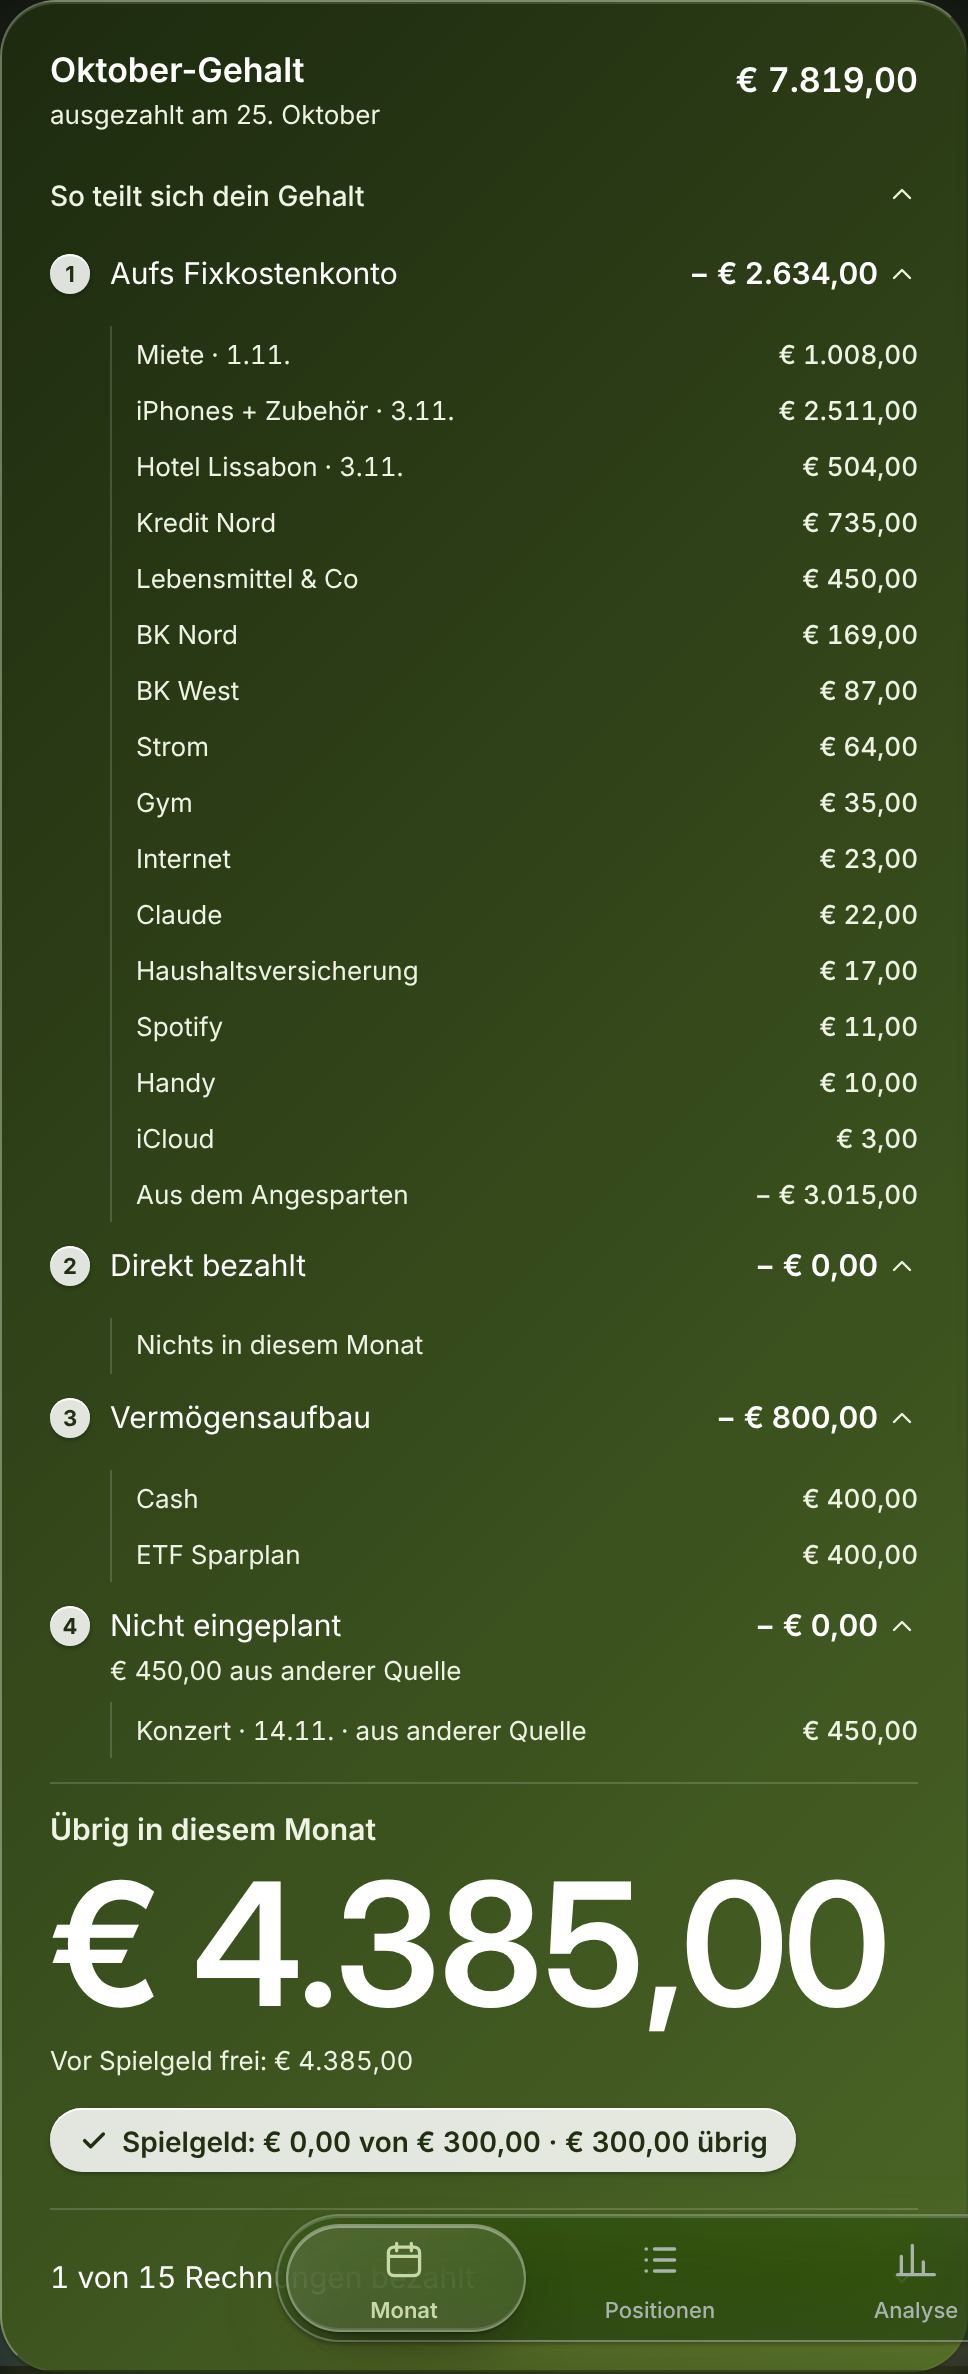 Oktober-Gehalt
€ 7.819,00
ausgezahlt am 25. Oktober
So teilt sich dein Gehalt
1 Aufs Fixkostenkonto – € 2.634,00
Miete · 1.11. € 1.008,00
iPhones + Zubehör · 3.11. € 2.511,00
Hotel Lissabon · 3.11. € 504,00
Kredit Nord € 735,00
Lebensmittel & Co € 450,00
BK Nord € 169,00
BK West € 87,00
Strom € 64,00
Gym € 35,00
Internet € 23,00
Claude € 22,00
Haushaltsversicherung € 17,00
Spotify € 11,00
Handy € 10,00
iCloud € 3,00
Aus dem Angesparten – € 3.015,00
2 Direkt bezahlt – € 0,00
Nichts in diesem Monat
3 Vermögensaufbau – € 800,00
Cash € 400,00
ETF Sparplan € 400,00
4 Nicht eingeplant – € 0,00
€ 450,00 aus anderer Quelle
Konzert · 14.11. · aus anderer Quelle € 450,00
Übrig in diesem Monat
€ 4.385,00
Vor Spielgeld frei: € 4.385,00
Spielgeld: € 0,00 von € 300,00 · € 300,00 übrig
1 von 15 Rechnungen bezahlt
Monat Positionen Analyse